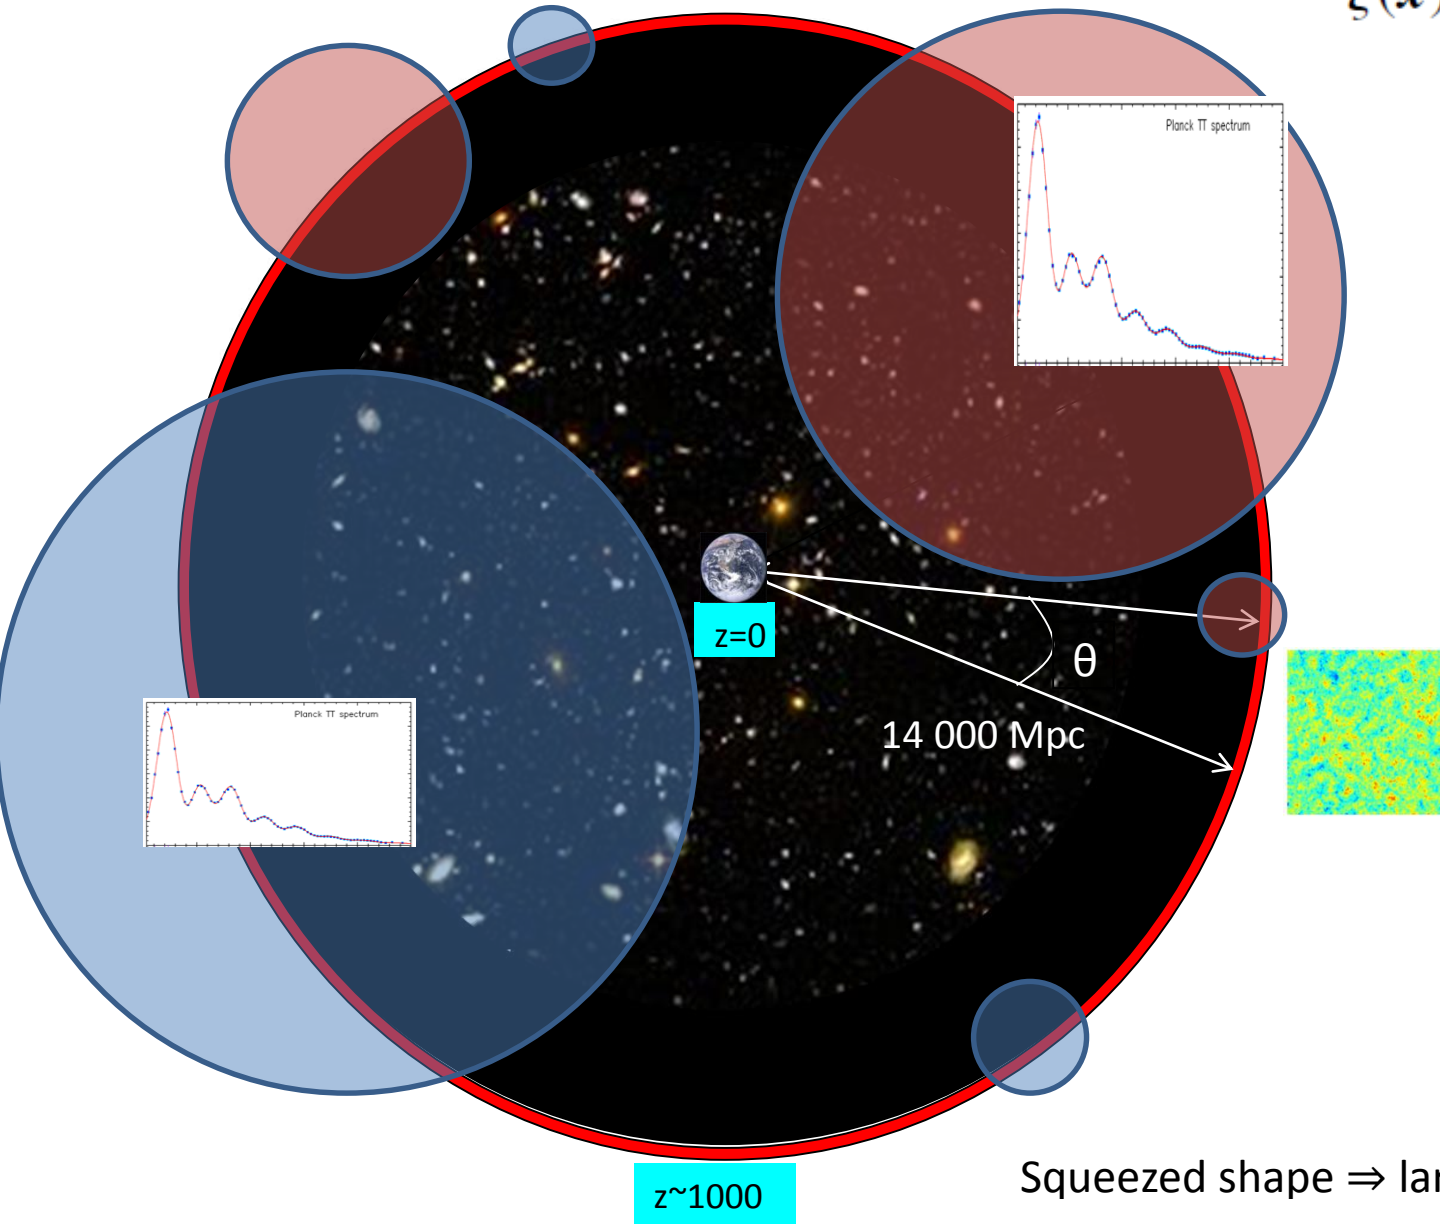 ζ(x)
Planck TT spectrum
z=0
θ
14 000 Mpc
Planck TT spectrum
z~1000
Squeezed shape ⇒